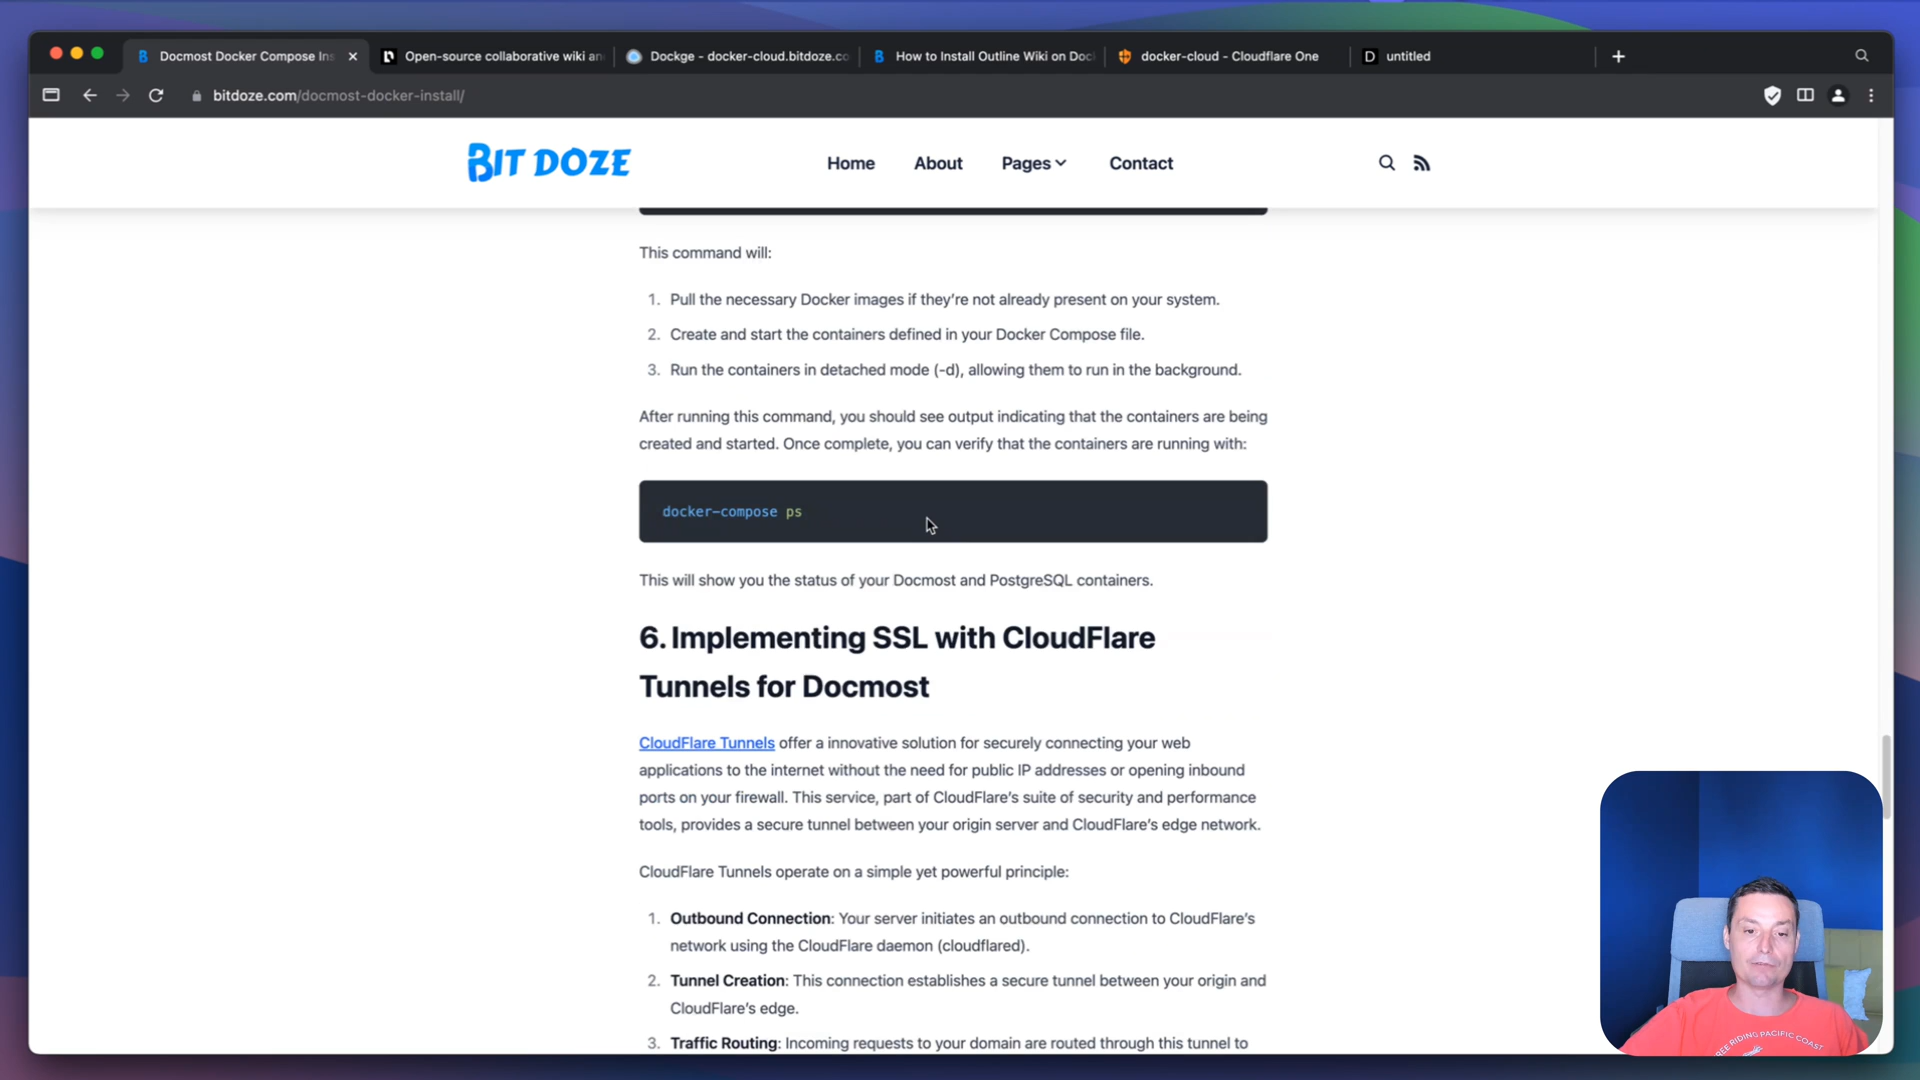 Docmost Docker Compose Ins
Open-source collaborative wiki an
Dockge - docker-cloud.bitdoze.co
How to Install Outline Wiki on Doc
docker-cloud - Cloudflare One
D untitled
bitdoze.com/docmost-docker-install/
BIT DOZE
Home
About
Pages
Contact
This command will:
1. Pull the necessary Docker images if they're not already present on your system.
2. Create and start the containers defined in your Docker Compose file.
3. Run the containers in detached mode (-d), allowing them to run in the background.
After running this command, you should see output indicating that the containers are being
created and started. Once complete, you can verify that the containers are running with:
docker-compose ps
This will show you the status of your Docmost and PostgreSQL containers.
6. Implementing SSL with CloudFlare
Tunnels for Docmost
CloudFlare Tunnels offer a innovative solution for securely connecting your web
applications to the internet without the need for public IP addresses or opening inbound
ports on your firewall. This service, part of CloudFlare's suite of security and performance
tools, provides a secure tunnel between your origin server and CloudFlare's edge network.
CloudFlare Tunnels operate on a simple yet powerful principle:
1. Outbound Connection: Your server initiates an outbound connection to CloudFlare's
network using the CloudFlare daemon (cloudflared).
2. Tunnel Creation: This connection establishes a secure tunnel between your origin and
CloudFlare's edge.
3. Traffic Routing: Incoming requests to your domain are routed through this tunnel to
RIDING PACIFIC COAST